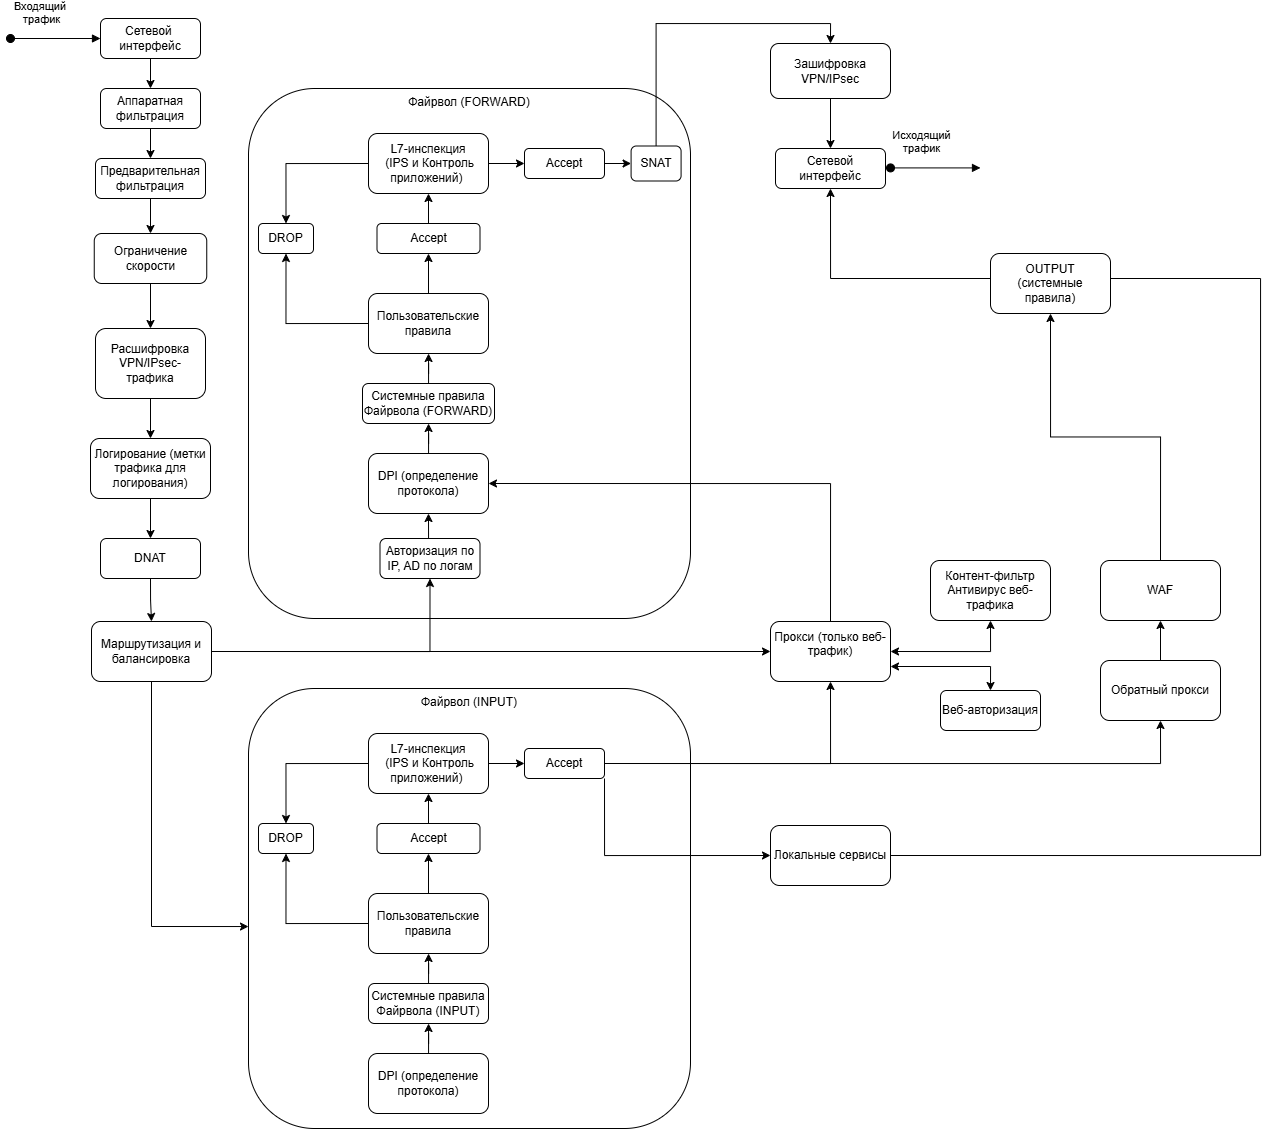 Входящий
трафик
Сетевой
интерфейс
Аппаратная
фильтрация
Предварительная
фильтрация
Ограничение
скорости
Расшифровка
VPN/IPsec-
трафика
Логирование (метки
трафика для
логирования)
DNAT
Маршрутизация и
балансировка
Файрвол (FORWARD)
L7-инспекция
(IPS и Контроль
приложений)
Accept
SNAT
DROP
Accept
Пользовательские
правила
Системные правила
Файрвола (FORWARD)
DPI (определение
протокола)
Авторизация по
IP, AD по логам
Зашифровка
VPN/IPsec
Сетевой
интерфейс
Исходящий
трафик
OUTPUT
(системные
правила)
Контент-фильтр
Антивирус веб-
трафика
WAF
Прокси (только веб-
трафик)
Веб-авторизация
Обратный прокси
Файрвол (INPUT)
L7-инспекция
(IPS и Контроль
приложений)
Accept
DROP
Accept
Локальные сервисы
Пользовательские
правила
Системные правила
Файрвола (INPUT)
DPI (определение
протокола)